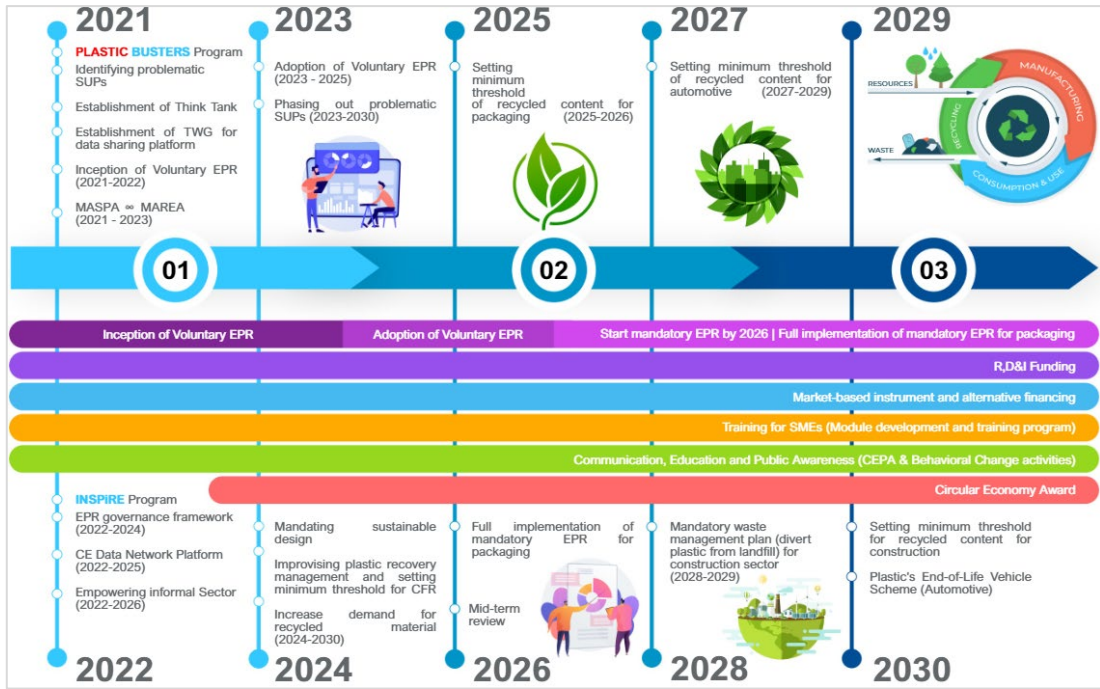 2021
2023
2025
2027
2029
PLASTIC BUSTERS Program
Identifying problematic
SUPs
Establishment of Think Tank
Establishment of TWG for
data sharing platform
Inception of Voluntary EPR
(2021-2022)
MASPA ∞ MAREA
(2021 - 2023)
Adoption of Voluntary EPR
(2023 - 2025)
Phasing out problematic
SUPs (2023-2030)
Setting
minimum
threshold
of recycled content for
packaging (2025-2026)
Setting minimum threshold
of recycled content for
automotive (2027-2029)
RESOURCES
WASTE
MANUFACTURING
CONSUMPTION & USE
RECYCLING
01
02
03
Inception of Voluntary EPR
Adoption of Voluntary EPR
Start mandatory EPR by 2026 | Full implementation of mandatory EPR for packaging
R,D&I Funding
Market-based instrument and alternative financing
Training for SMEs (Module development and training program)
Communication, Education and Public Awareness (CEPA & Behavioral Change activities)
Circular Economy Award
INSPiRE Program
EPR governance framework
(2022-2024)
CE Data Network Platform
(2022-2025)
Empowering informal Sector
(2022-2026)
Mandating sustainable
design
Improvising plastic recovery
management and setting
minimum threshold for CFR
Increase demand for
recycled material
(2024-2030)
Full implementation of
mandatory EPR for
packaging
Mid-term
review
Mandatory waste
management plan (divert
plastic from landfill) for
construction sector
(2028-2029)
Setting minimum threshold
for recycled content for
construction
Plastic's End-of-Life Vehicle
Scheme (Automotive)
2022
2024
2026
2028
2030